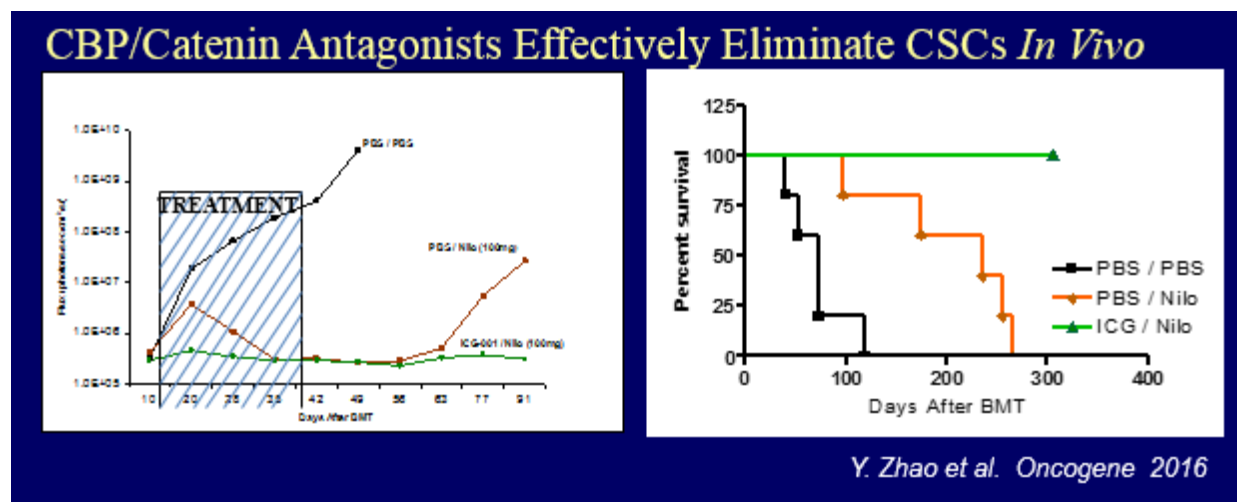 CBP/Catenin Antagonists Effectively Eliminate CSCs In Vivo
1.0E+10
1.0E+09
1.0E+08
1.0E+07
1.0E+06
1.0E+05
PBS / PBS
TREATMENT
PBS / Nilo (100mg)
ICG-001 / Nilo (100mg)
10 20 35 42 49 56 63 77 91
Days After BMT
Percent survival
125
100
75
50
25
0
PBS / PBS
PBS / Nilo
ICG / Nilo
0 100 200 300 400
Days After BMT
Y. Zhao et al. Oncogene 2016